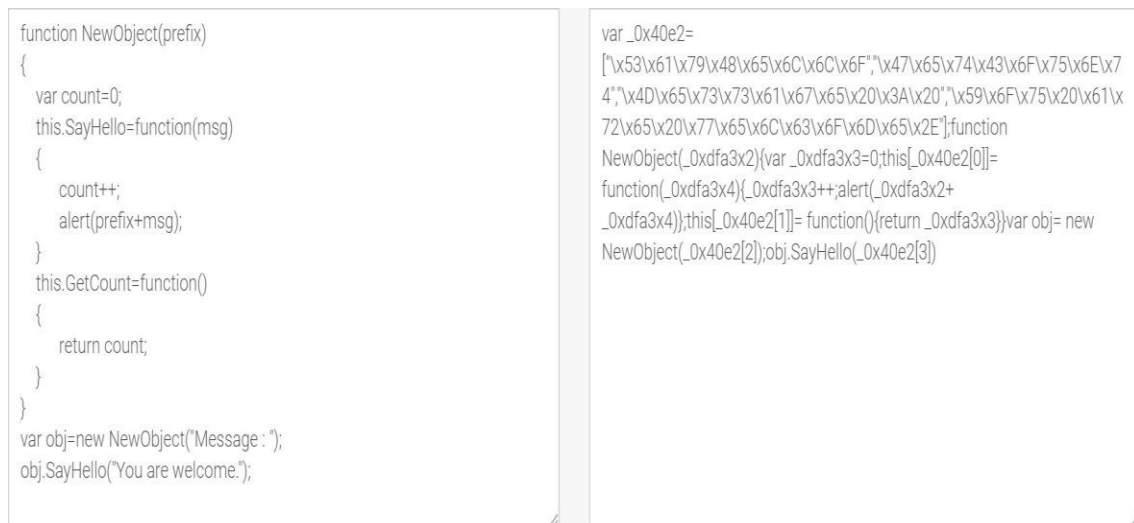 function NewObject(prefix)
{
var count=0;
this.SayHello=function(msg)
{
count++;
alert(prefix+msg);
}
this.GetCount=function()
{
return count;
}
}
var obj=new NewObject("Message : ");
obj.SayHello("You are welcome.");
var _0x40e2=
["\x53\x61\x79\x48\x65\x6C\x6C\x6F","\x47\x65\x74\x43\x6F\x75\x6E\x7
4","\x4D\x65\x73\x73\x61\x67\x65\x20\x3A\x20","\x59\x6F\x75\x20\x61\x
72\x65\x20\x77\x65\x6C\x63\x6F\x6D\x65\x2E"];function
NewObject(_0xdfa3x2){var _0xdfa3x3=0;this[_0x40e2[0]]=
function(_0xdfa3x4){_0xdfa3x3++;alert(_0xdfa3x2+
_0xdfa3x4)};this[_0x40e2[1]]= function(){return _0xdfa3x3}}var obj= new
NewObject(_0x40e2[2]);obj.SayHello(_0x40e2[3])